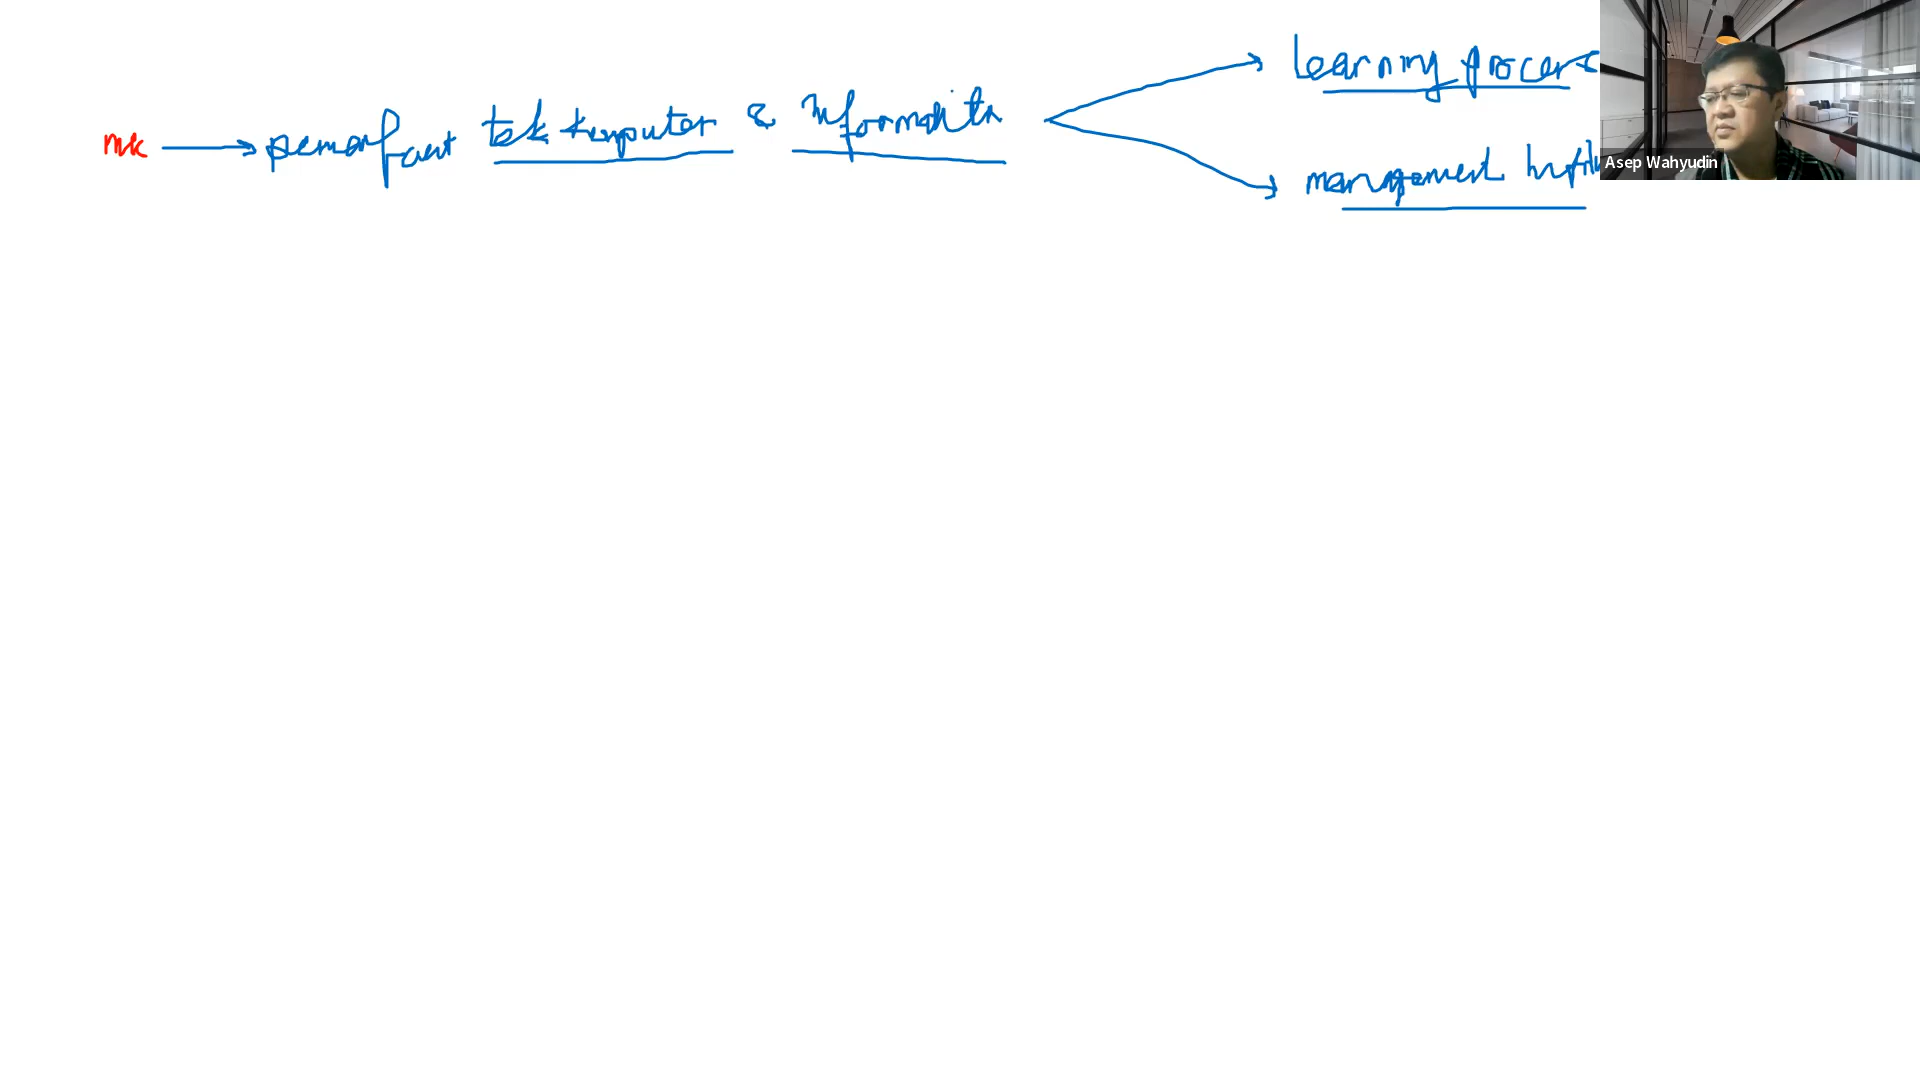 mk → pemanfaat tek komputer & informatika
learning proces
management
Asep Wahyudin